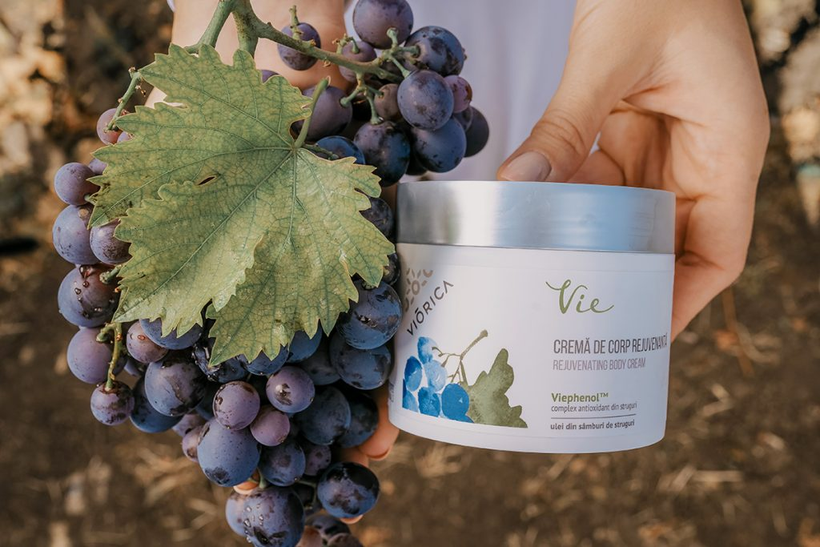 VIORICA
Vie
CREMĂ DE CORP REJUVENANTĂ
REJUVENATING BODY CREAM
Viephenol™
complex antioxidant din struguri
ulei din sâmburi de struguri